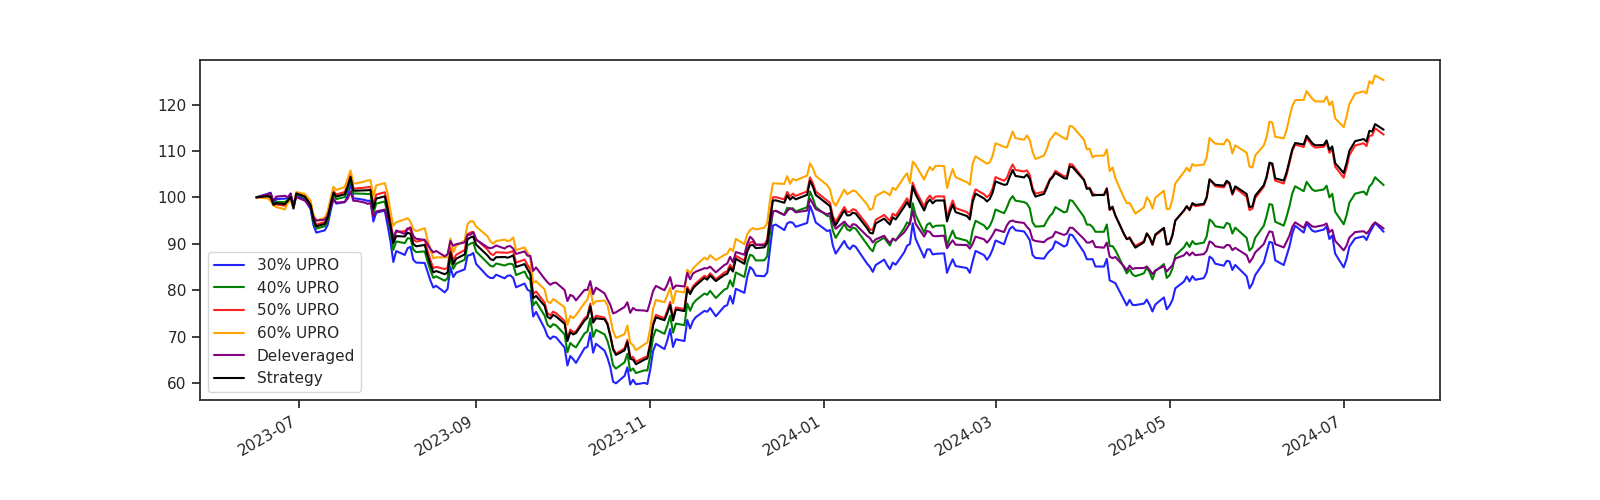 120
110
100
90
80
70
60
30% UPRO
40% UPRO
50% UPRO
60% UPRO
Deleveraged
Strategy
2023-07
2023-09
2023-11
2024-01
2024-03
2024-05
2024-07